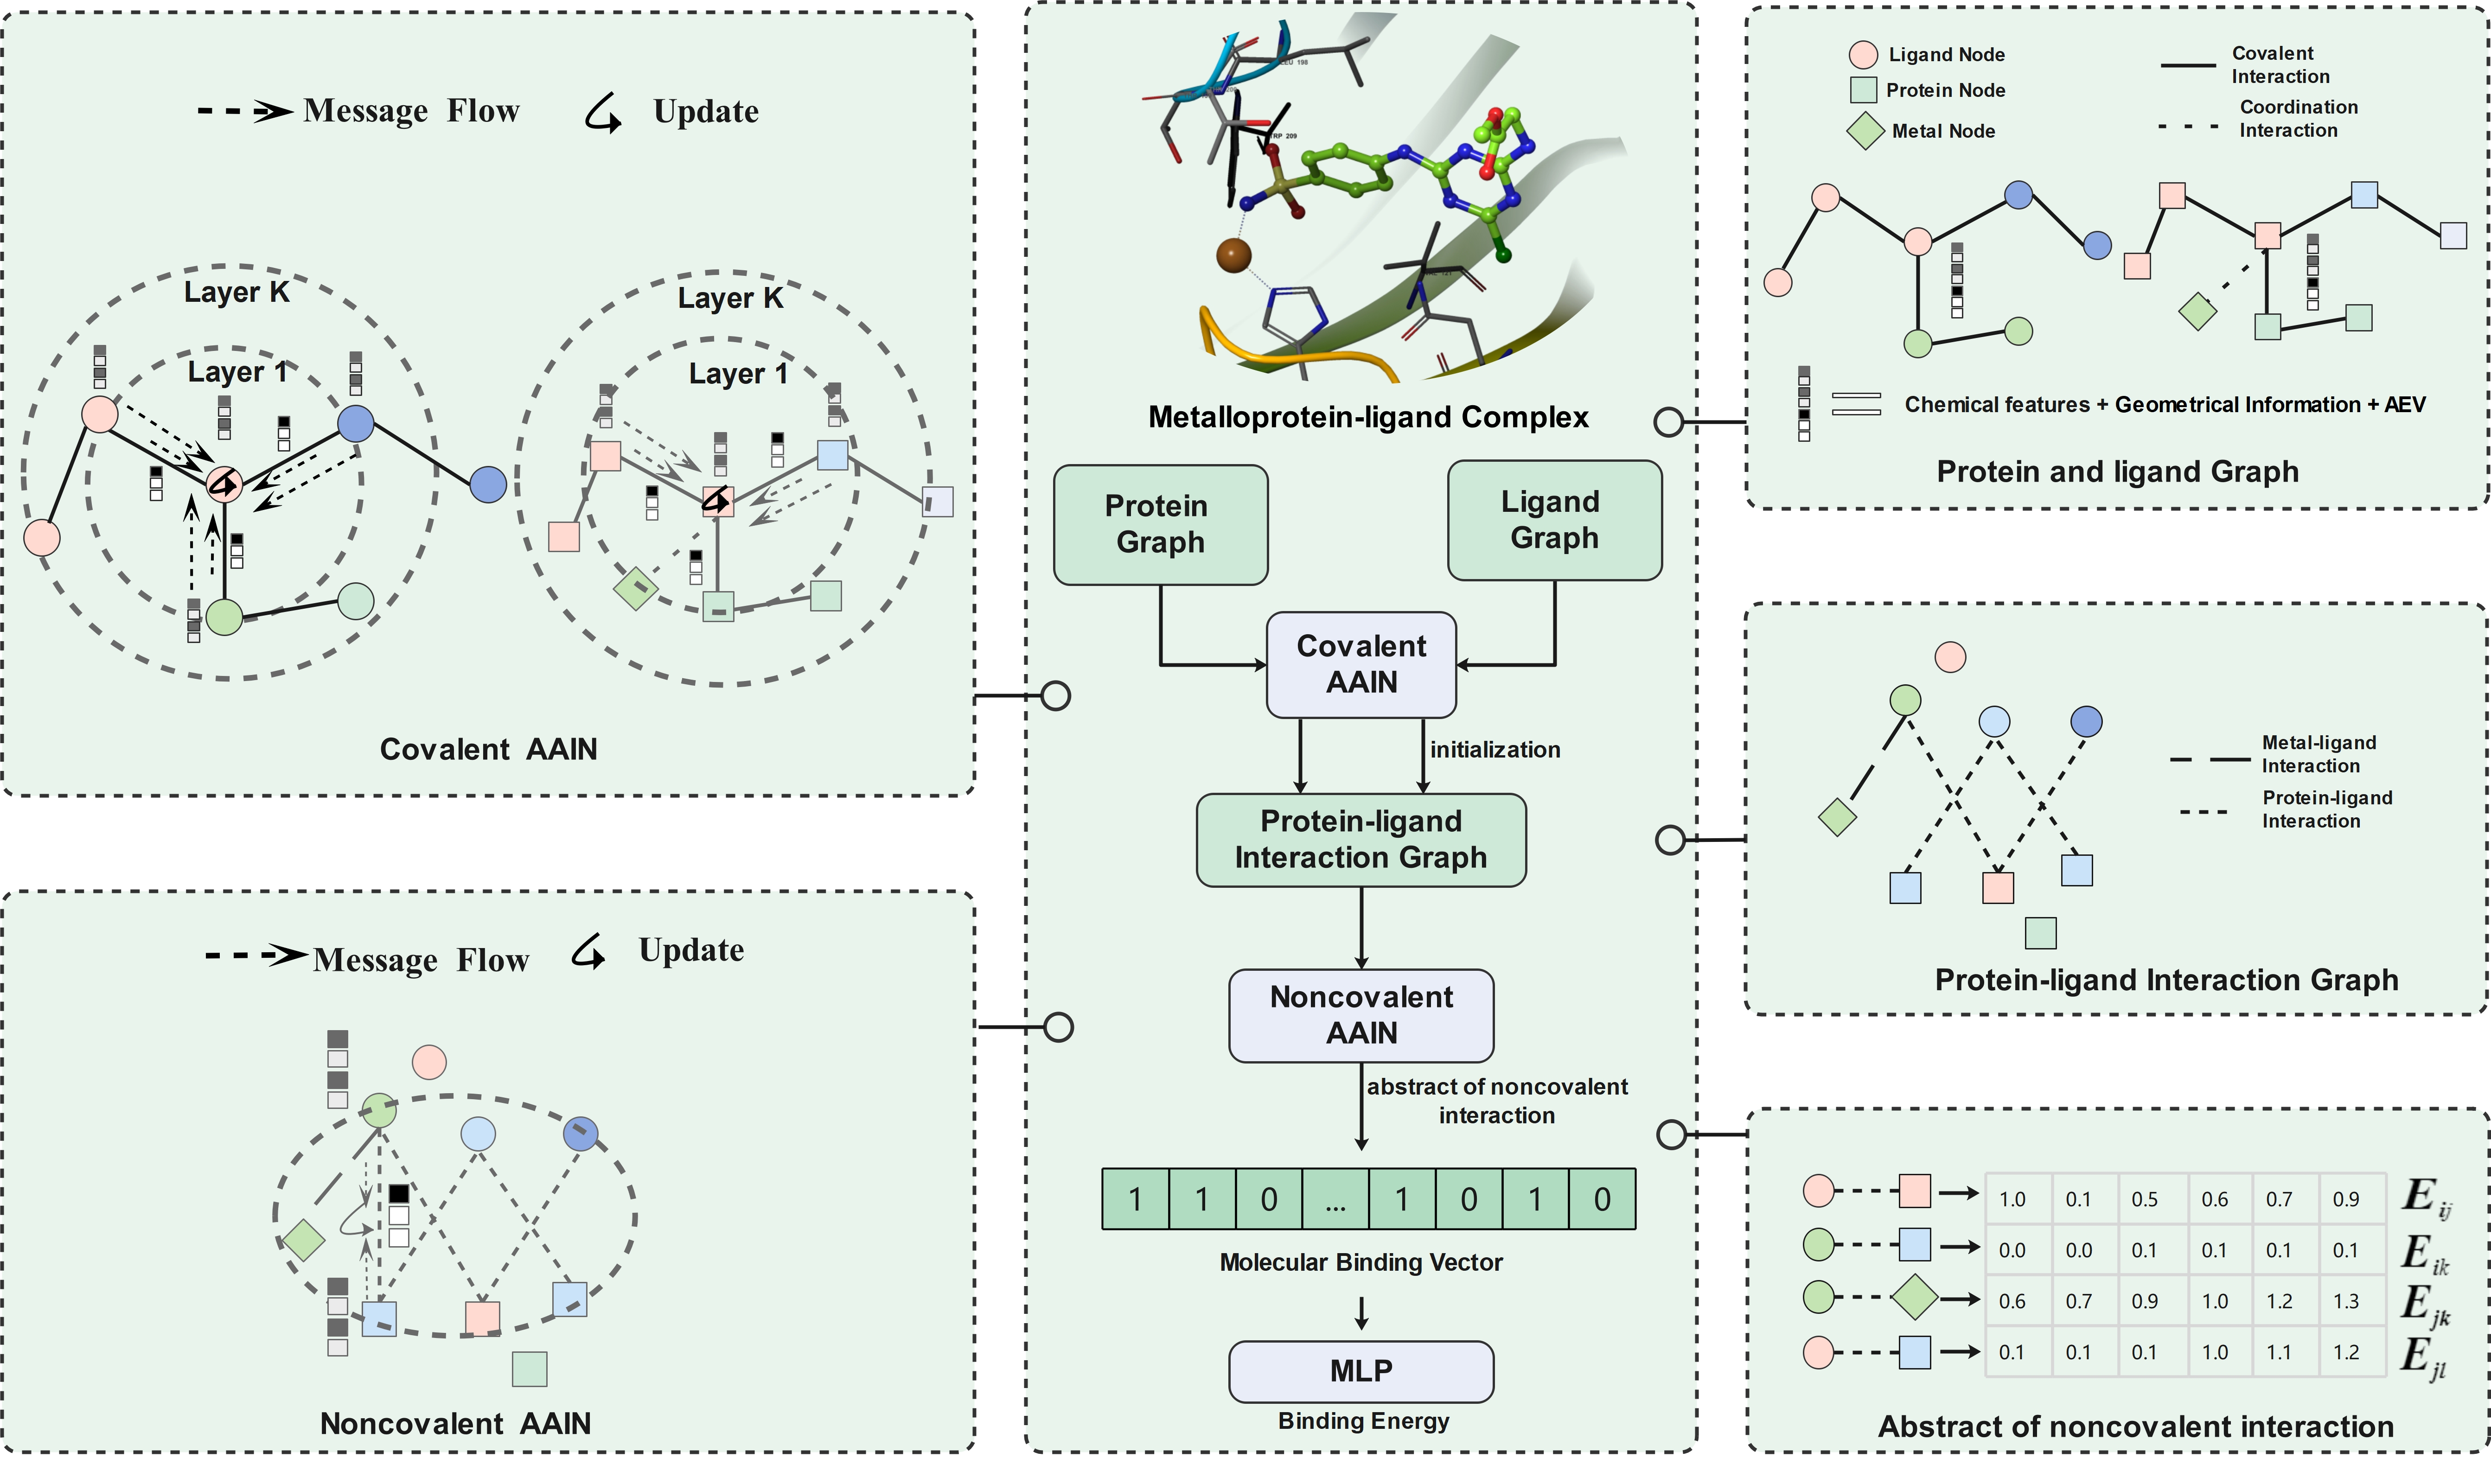 Message Flow
Update
Layer K
Layer 1
Layer K
Layer 1
Covalent AAIN
Message Flow
Update
Noncovalent AAIN
198
TRP 209
Metalloprotein-ligand Complex
Protein
Graph
Ligand
Graph
Covalent
AAIN
initialization
Protein-ligand
Interaction Graph
Noncovalent
AAIN
abstract of noncovalent
interaction
1 1 0 ... 1 0 1 0
Molecular Binding Vector
MLP
Binding Energy
Ligand Node
Protein Node
Metal Node
Covalent
Interaction
Coordination
Interaction
Chemical features + Geometrical Information + AEV
Protein and ligand Graph
Metal-ligand
Interaction
Protein-ligand
Interaction
Protein-ligand Interaction Graph
1.0 0.1 0.5 0.6 0.7 0.9 E ij
0.0 0.0 0.1 0.1 0.1 0.1 E ik
0.6 0.7 0.9 1.0 1.2 1.3 E jk
0.1 0.1 0.1 1.0 1.1 1.2 E jl
Abstract of noncovalent interaction